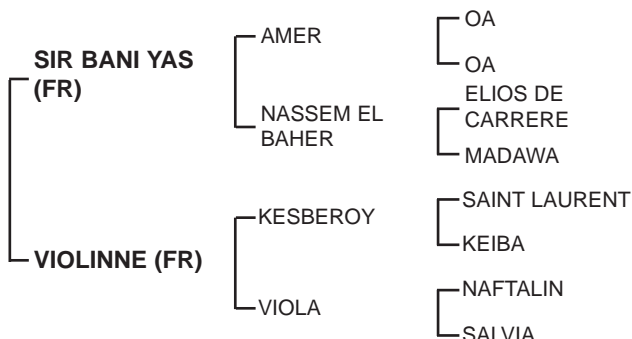 SIR BANI YAS
(FR)
AMER
OA
OA
NASSEM EL
BAHER
ELIOS DE
CARRERE
MADAWA
VIOLINNE (FR)
KESBEROY
SAINT LAURENT
KEIBA
VIOLA
NAFTALIN
SALVIA